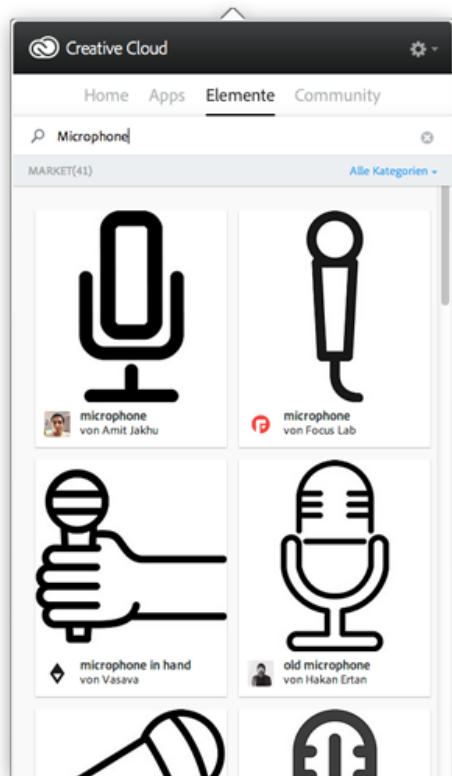 Creative Cloud
Home Apps Elemente Community
Microphone
MARKET(41) Alle Kategorien
microphone
von Amit Jakhu
microphone
von Focus Lab
microphone in hand
von Vasava
old microphone
von Hakan Ertan